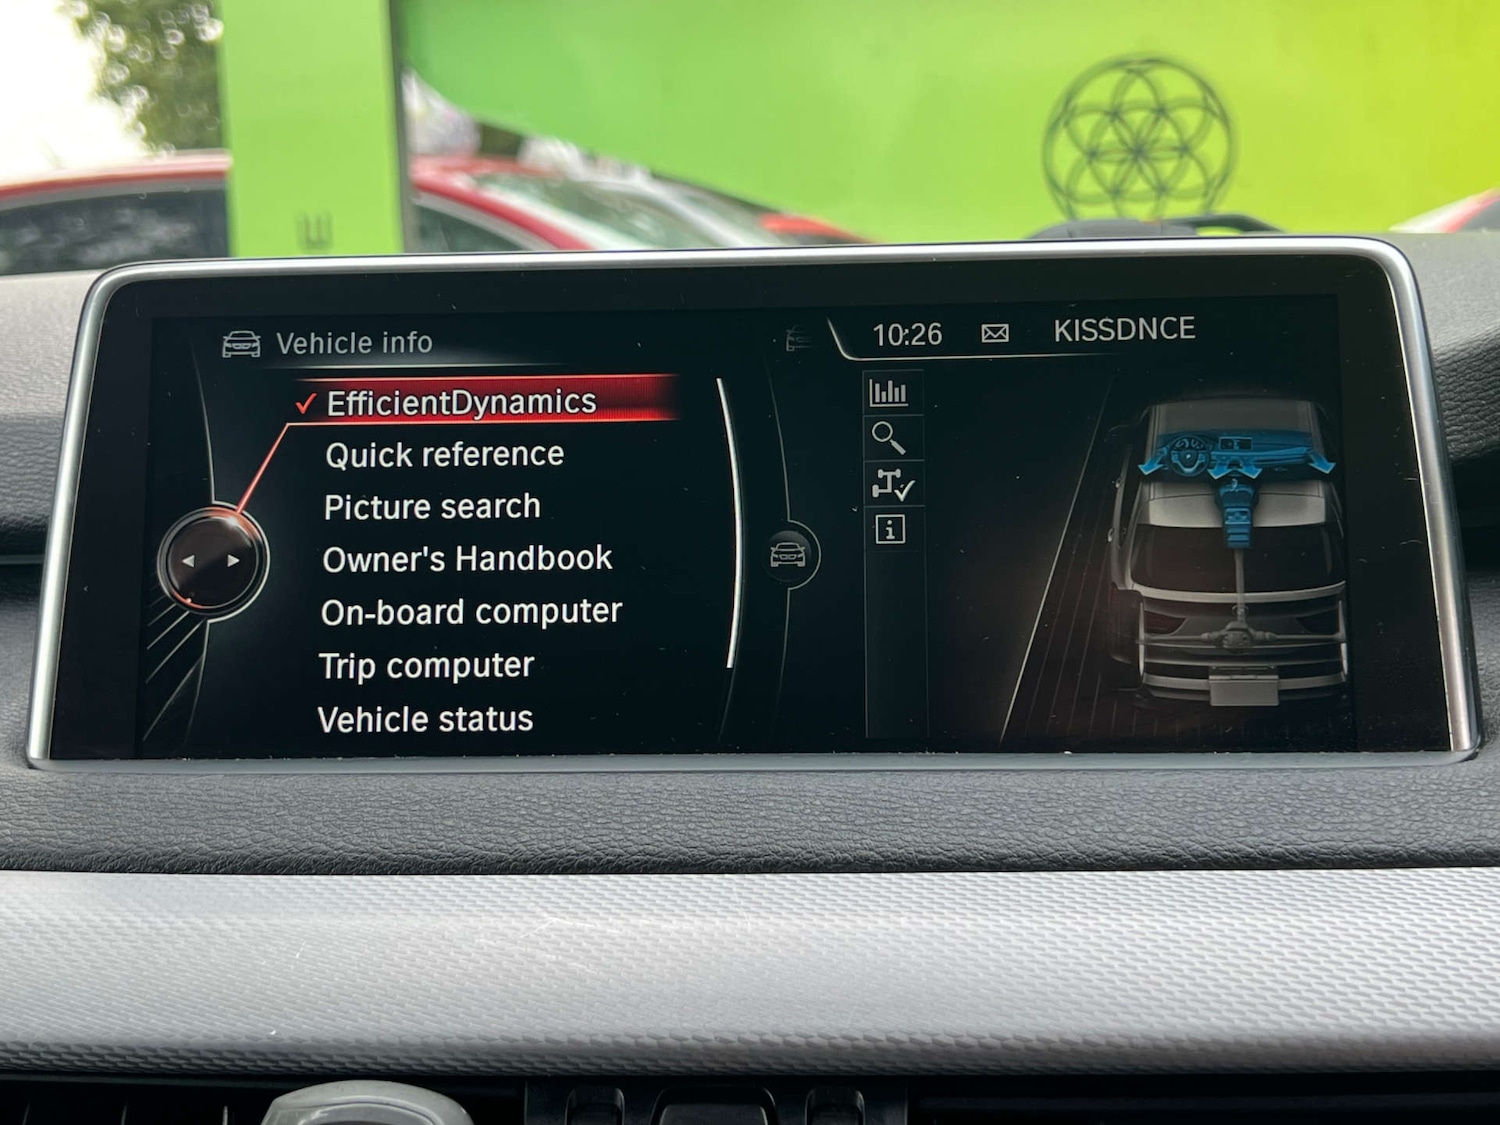 Vehicle info
10:26 KISSDNCE
EfficientDynamics
Quick reference
Picture search
Owner's Handbook
On-board computer
Trip computer
Vehicle status